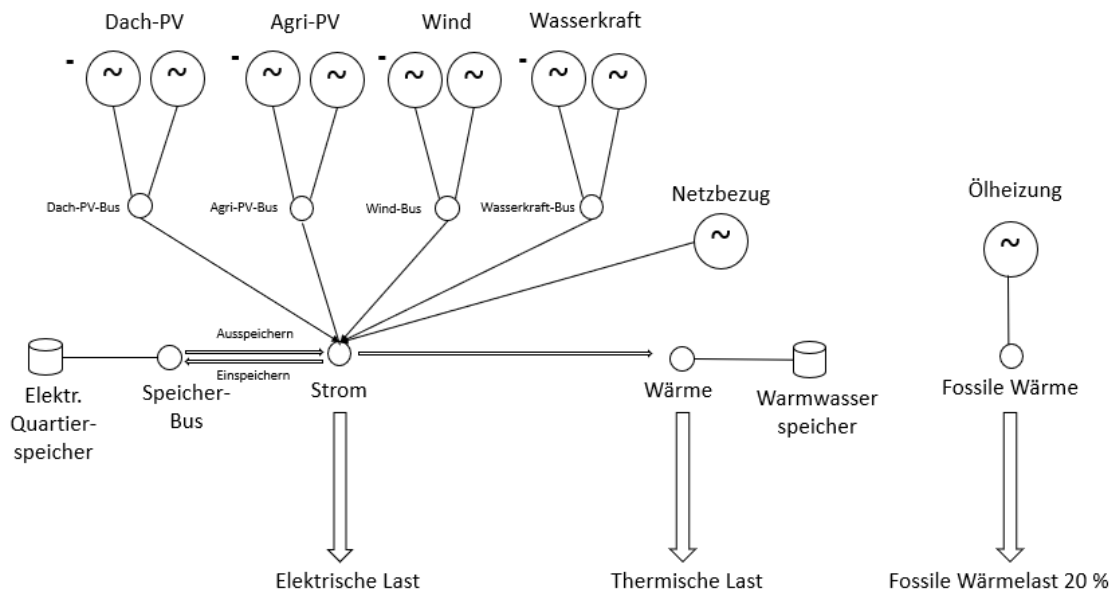 Dach-PV
Agri-PV
Wind
Wasserkraft
- ~ ~
- ~ ~
- ~ ~
- ~ ~
Dach-PV-Bus
Agri-PV-Bus
Wind-Bus
Wasserkraft-Bus
Netzbezug
~
Ölheizung
~
Ausspeichern
Einspeichern
Elektr.
Quartier-
speicher
Speicher-
Bus
Strom
Wärme
Warmwasser
speicher
Fossile Wärme
Elektrische Last
Thermische Last
Fossile Wärmelast 20 %